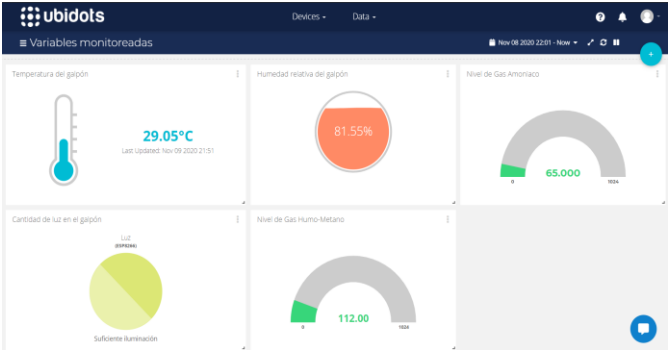 ubidots
Devices
Data
Variables monitoreadas
Nov 08 2020 22:01 - Now
Temperatura del galpón
29.05°C
Last Updated: Nov 09 2020 21:51
Humedad relativa del galpón
81.55%
Nivel de Gas Amoniaco
65.000
0
1024
Cantidad de luz en el galpón
Luz
(ESP8266)
Suficiente iluminación
Nivel de Gas Humo-Metano
112.00
0
1024